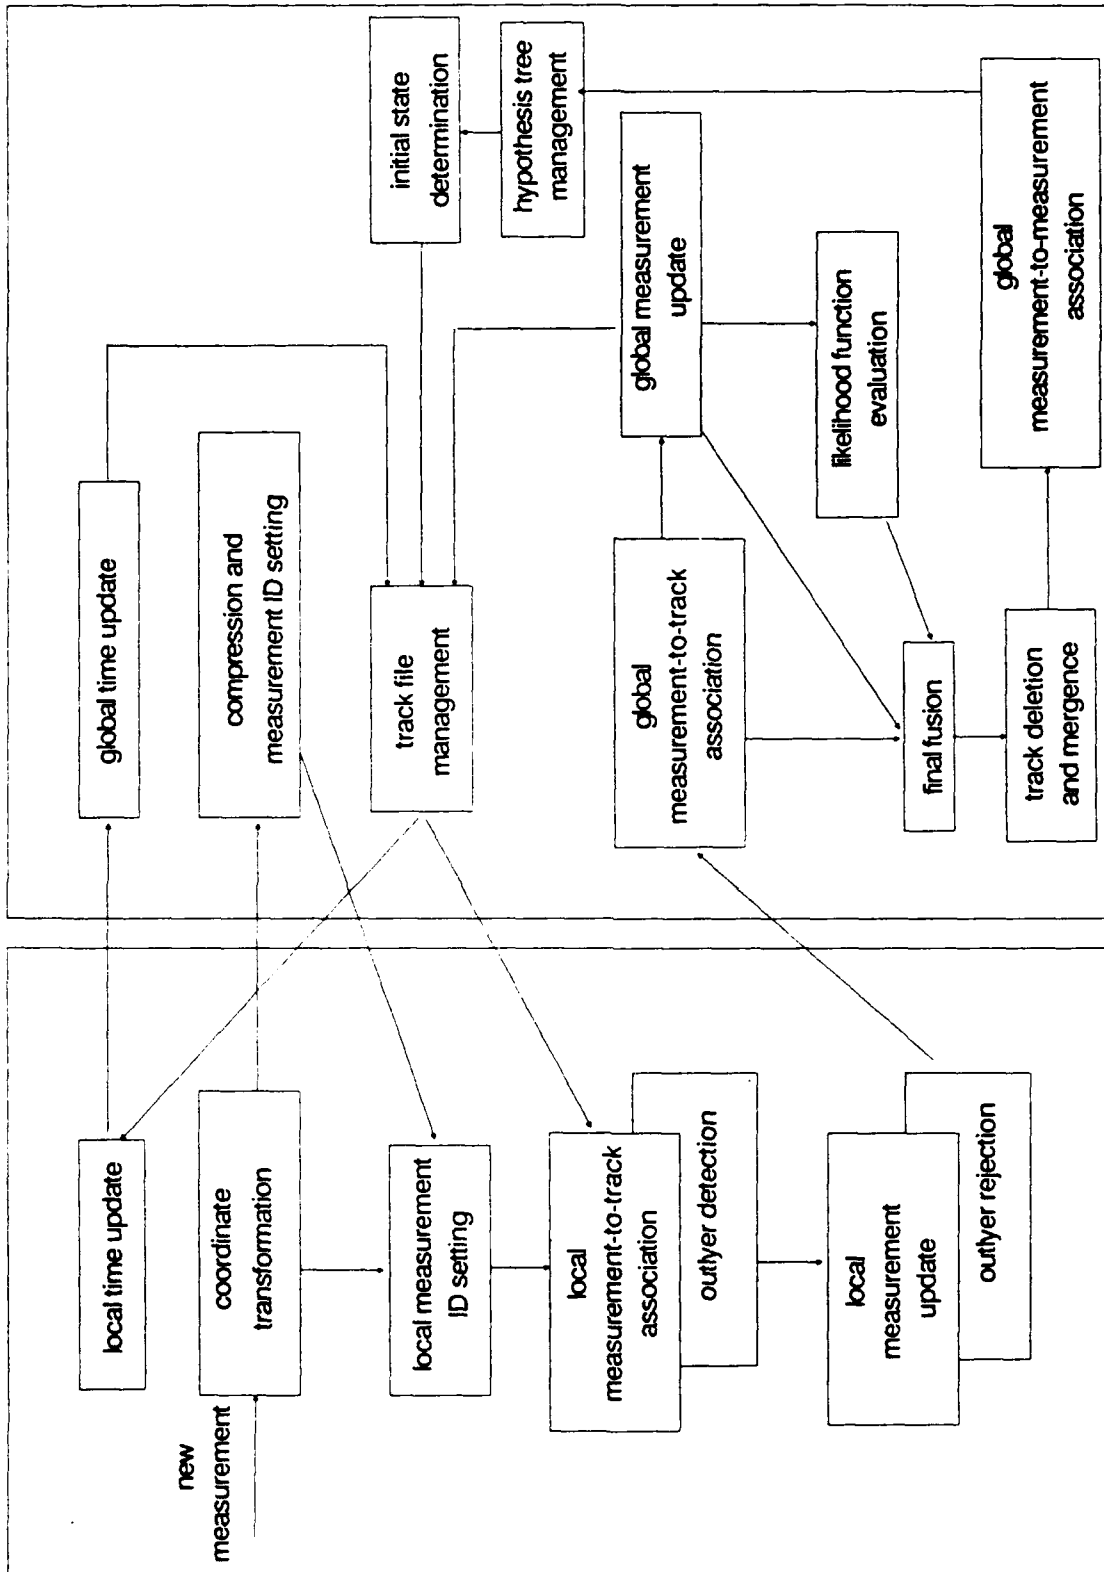 local time update
new
measurement
coordinate
transformation
local measurement
ID setting
local
measurement-to-track
association
outlyer detection
local
measurement
update
outlyer rejection
global time update
compression and
measurement ID setting
track file
management
initial state
determination
hypothesis tree
management
global
measurement-to-track
association
global measurement
update
likelihood function
evaluation
final fusion
track deletion
and mergence
global
measurement-to-measurement
association